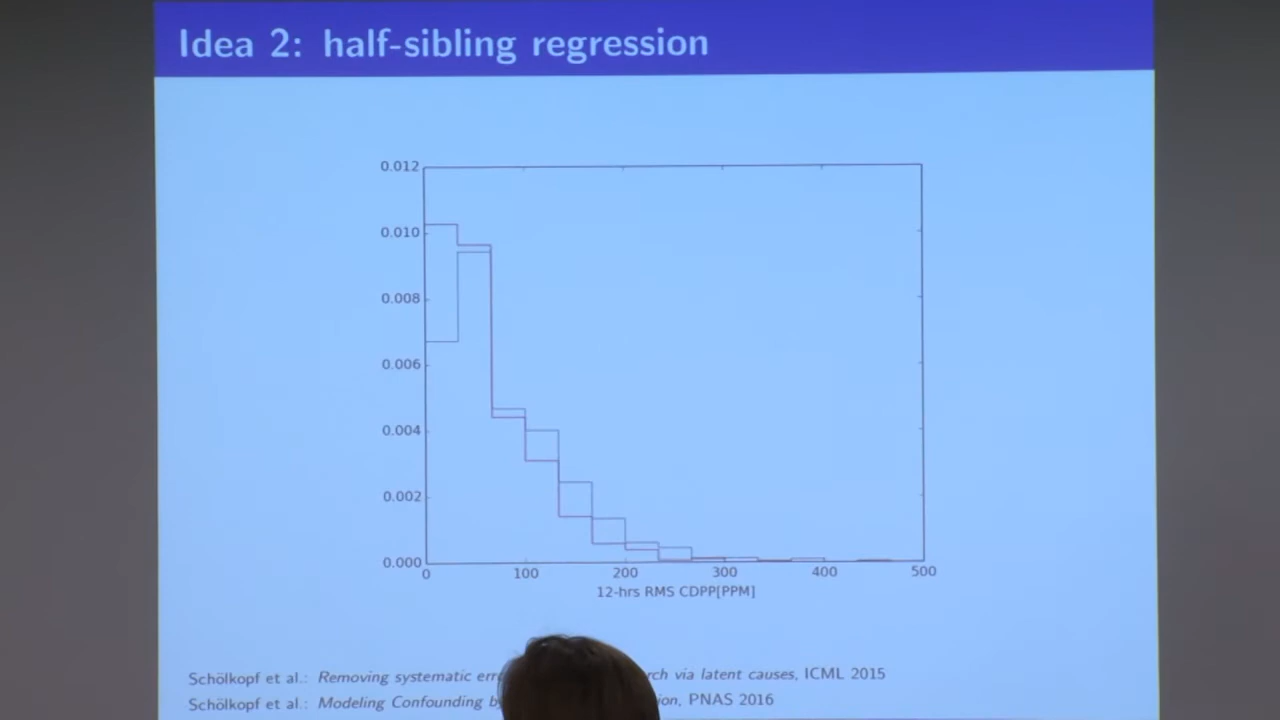 Idea 2: half-sibling regression
0.012
0.010
0.008
0.006
0.004
0.002
0.000
0 100 200 300 400 500
12-hrs RMS CDPP[PPM]
Schölkopf et al.: Removing systematic rch via latent causes, ICML 2015
Schölkopf et al.: Modeling Confounding PNAS 2016